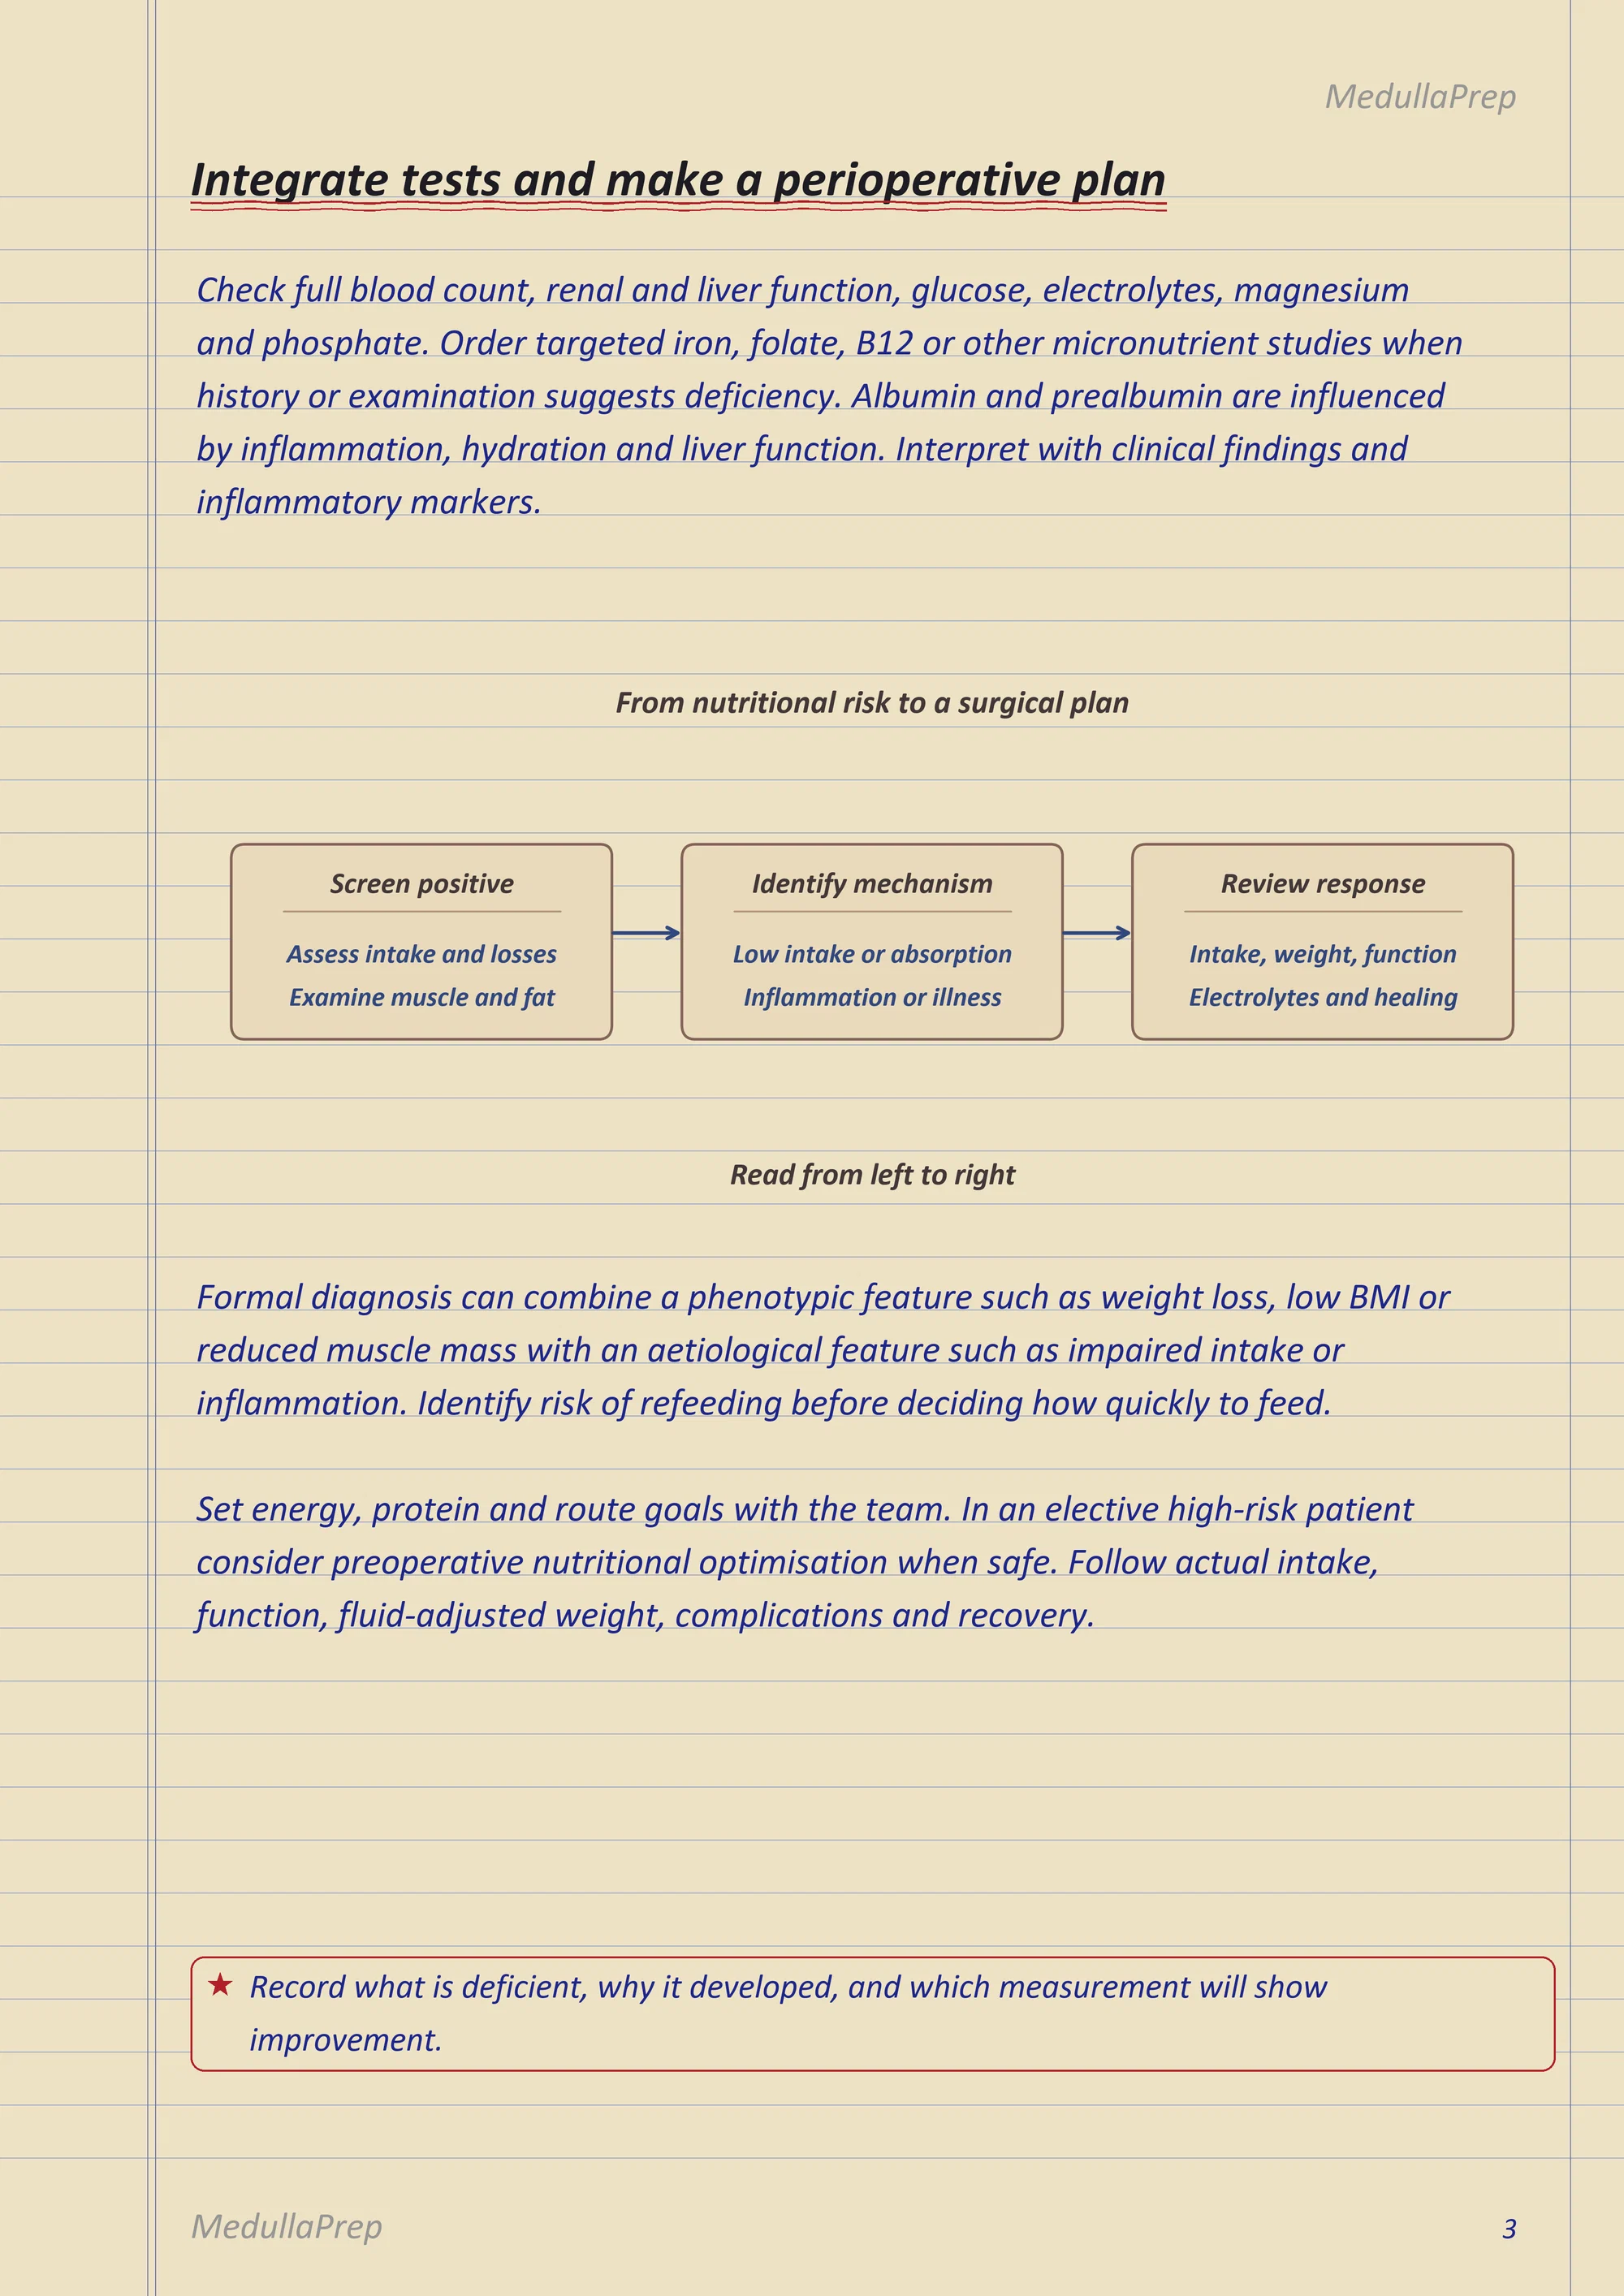 MedullaPrep
Integrate tests and make a perioperative plan
Check full blood count, renal and liver function, glucose, electrolytes, magnesium
and phosphate. Order targeted iron, folate, B12 or other micronutrient studies when
history or examination suggests deficiency. Albumin and prealbumin are influenced
by inflammation, hydration and liver function. Interpret with clinical findings and
inflammatory markers.
From nutritional risk to a surgical plan
Screen positive
Assess intake and losses
Examine muscle and fat
Identify mechanism
Low intake or absorption
Inflammation or illness
Review response
Intake, weight, function
Electrolytes and healing
Read from left to right
Formal diagnosis can combine a phenotypic feature such as weight loss, low BMI or
reduced muscle mass with an aetiological feature such as impaired intake or
inflammation. Identify risk of refeeding before deciding how quickly to feed.
Set energy, protein and route goals with the team. In an elective high-risk patient
consider preoperative nutritional optimisation when safe. Follow actual intake,
function, fluid-adjusted weight, complications and recovery.
★ Record what is deficient, why it developed, and which measurement will show
improvement.
MedullaPrep
3